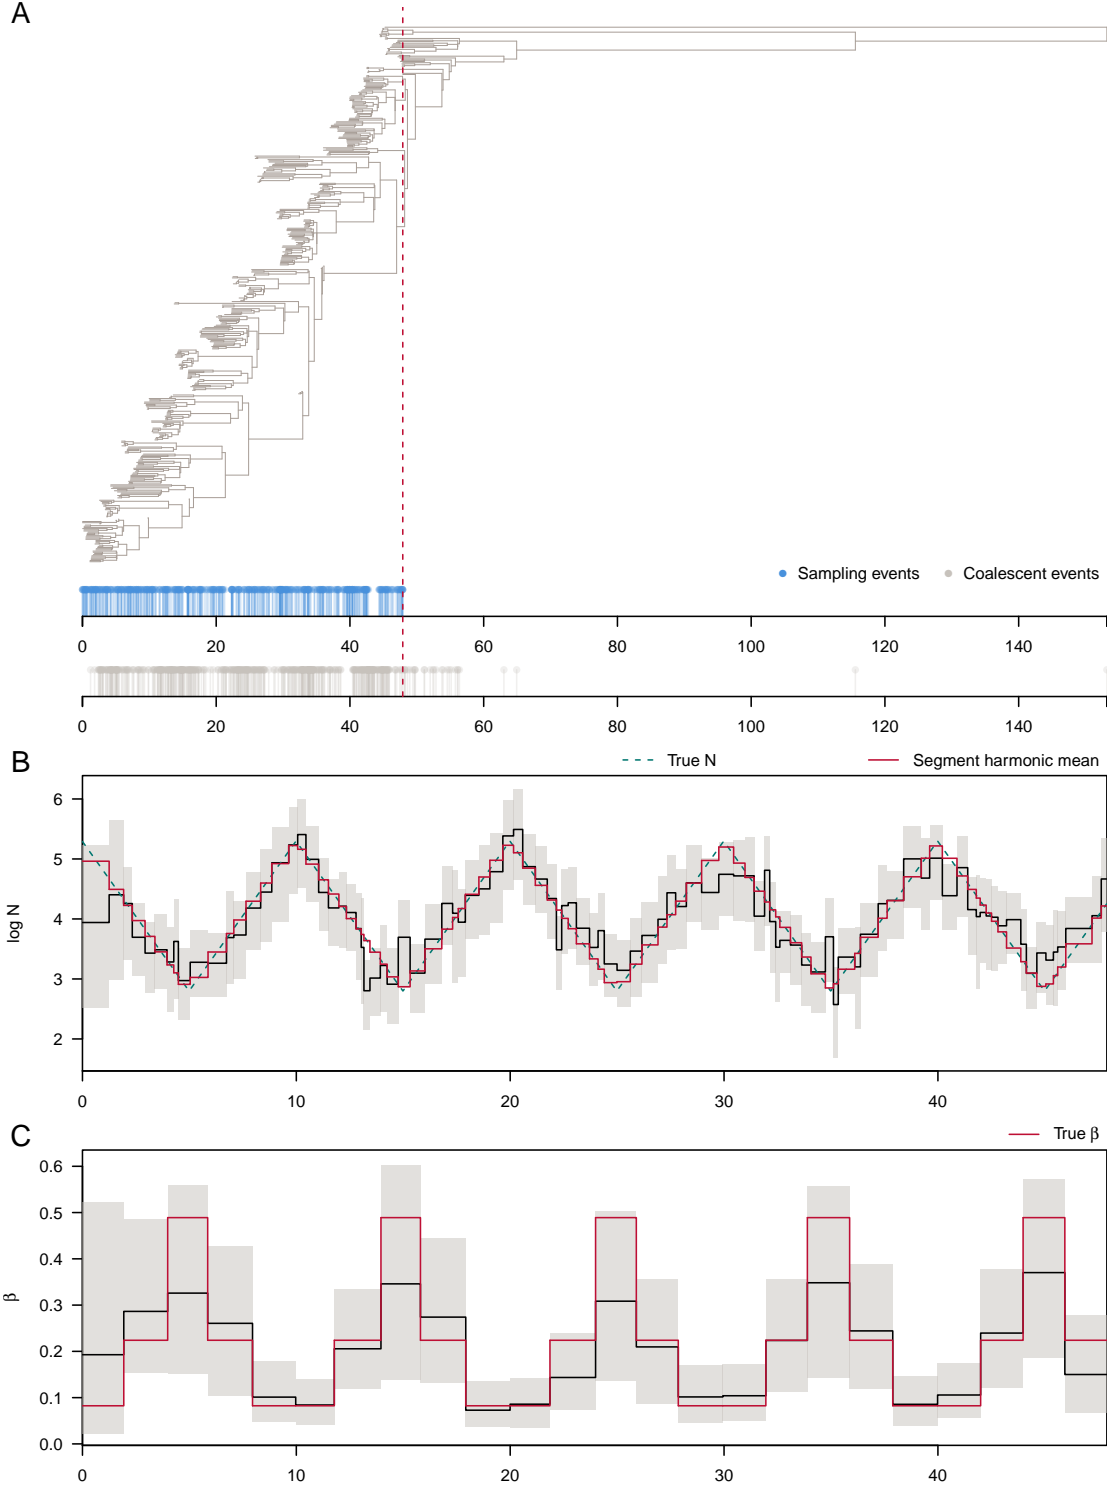 A
Sampling events Coalescent events
0 20 40 60 80 100 120 140
0 20 40 60 80 100 120 140
B
True N Segment harmonic mean
6
5
4
3
2
log N
0 10 20 30 40
C
True β
0.6
0.5
0.4
0.3
0.2
0.1
0.0
β
0 10 20 30 40